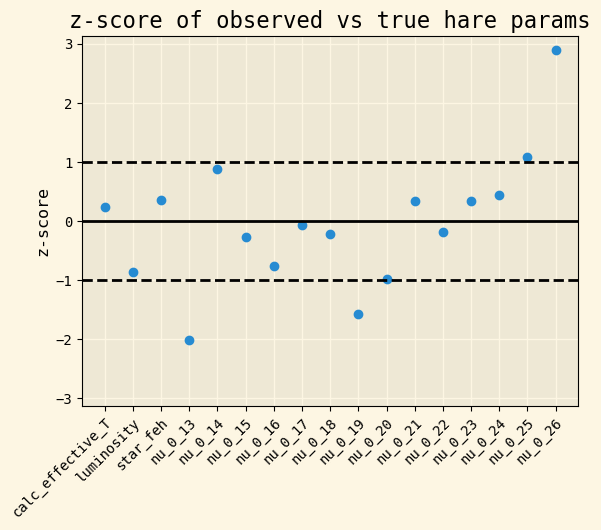 z-score of observed vs true hare params
z-score
3
2
1
0
−1
−2
−3
calc_effective_T
luminosity
star_feh
nu_0_13
nu_0_14
nu_0_15
nu_0_16
nu_0_17
nu_0_18
nu_0_19
nu_0_20
nu_0_21
nu_0_22
nu_0_23
nu_0_24
nu_0_25
nu_0_26